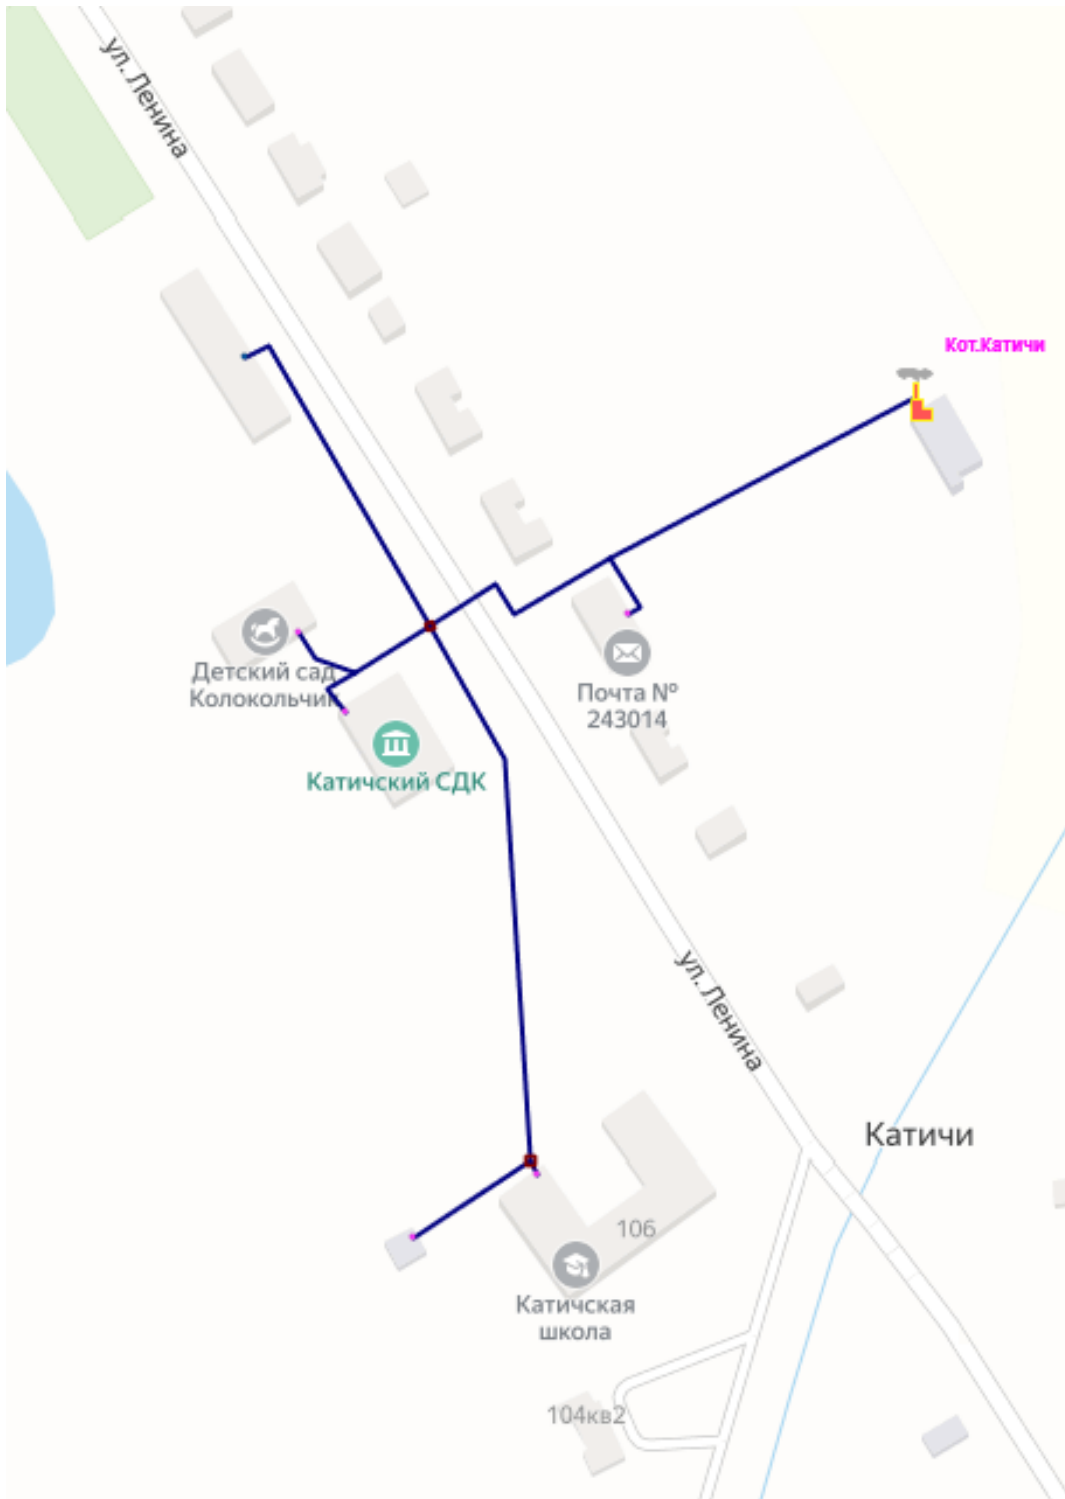 ул. Ленина
Кот.Катичи
Детский сад
Колокольчик
Почта №
243014
Катичский СДК
ул. Ленина
Катичи
106
Катичская
школа
104кв2